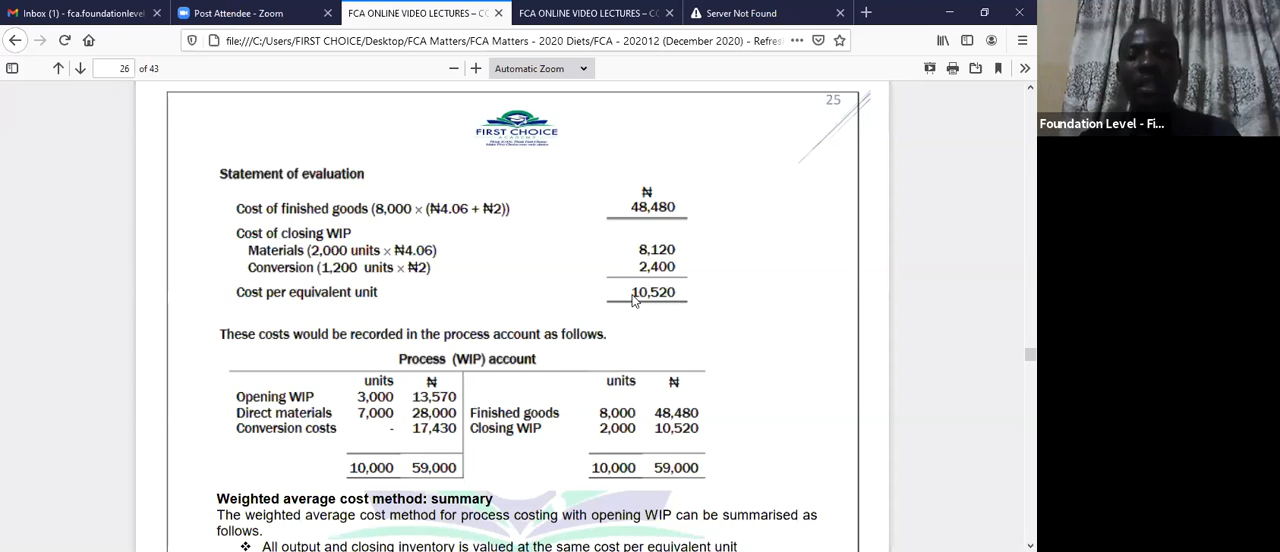 Inbox (1) - fca.foundationlevel
Post Attendee - Zoom
FCA ONLINE VIDEO LECTURES – CC
FCA ONLINE VIDEO LECTURES – CC
Server Not Found
file:///C:/Users/FIRST CHOICE/Desktop/FCA Matters/FCA Matters - 2020 Diets/FCA - 202012 (December 2020) - Refres
26 of 43
Automatic Zoom
Foundation Level - Fi...
25
FIRST CHOICE
ACADEMY
Statement of evaluation
₦
Cost of finished goods (8,000 × (₦4.06 + ₦2)) 48,480
Cost of closing WIP
Materials (2,000 units × ₦4.06) 8,120
Conversion (1,200 units × ₦2) 2,400
Cost per equivalent unit 10,520
These costs would be recorded in the process account as follows.
Process (WIP) account
units ₦ units ₦
Opening WIP 3,000 13,570
Direct materials 7,000 28,000 Finished goods 8,000 48,480
Conversion costs - 17,430 Closing WIP 2,000 10,520
10,000 59,000 10,000 59,000
Weighted average cost method: summary
The weighted average cost method for process costing with opening WIP can be summarised as
follows.
❖ All output and closing inventory is valued at the same cost per equivalent unit